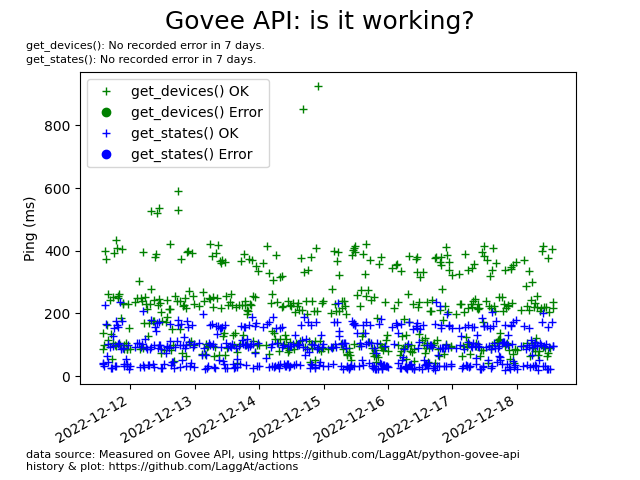 Govee API: is it working?
get_devices(): No recorded error in 7 days.
get_states(): No recorded error in 7 days.
get_devices() OK
get_devices() Error
get_states() OK
get_states() Error
Ping (ms)
800
600
400
200
0
2022-12-12
2022-12-13
2022-12-14
2022-12-15
2022-12-16
2022-12-17
2022-12-18
data source: Measured on Govee API, using https://github.com/LaggAt/python-govee-api
history & plot: https://github.com/LaggAt/actions